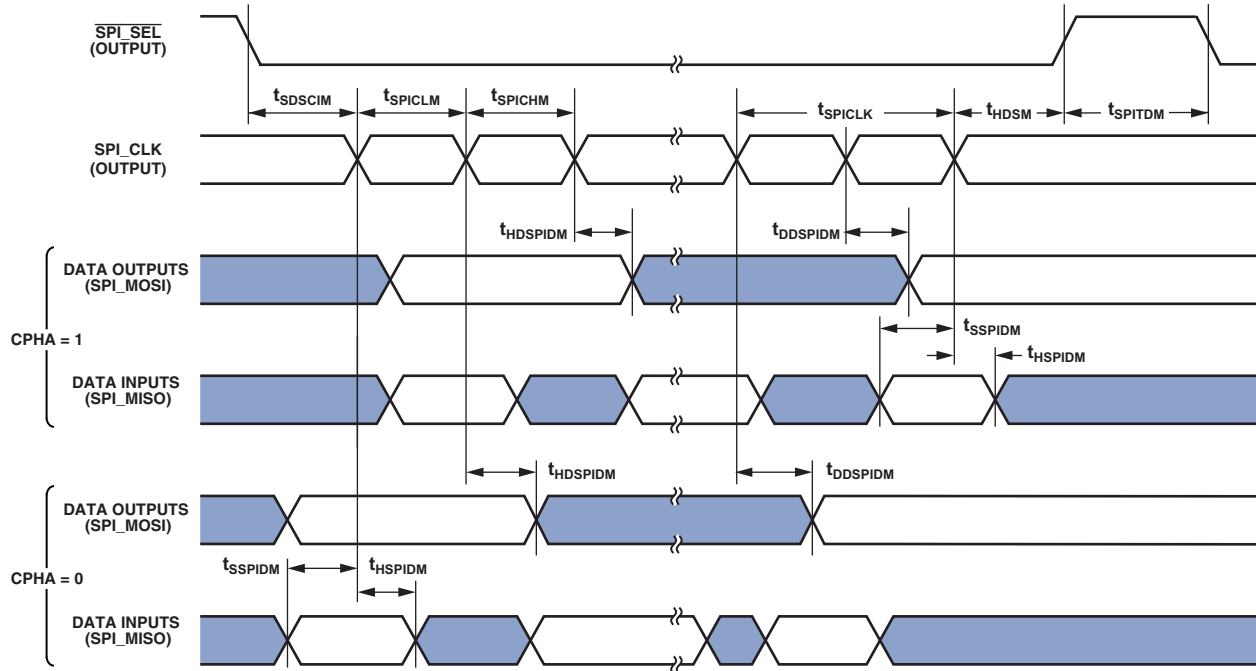 SPI_SEL
(OUTPUT)
tSDSCIM
tSPICLM
tSPICHM
tSPICLK
tHDSM
tSPITDM
SPI_CLK
(OUTPUT)
tHDSPIDM
tDDSPIDM
DATA OUTPUTS
(SPI_MOSI)
CPHA = 1
tSSPIDM
tHSPIDM
DATA INPUTS
(SPI_MISO)
tHDSPIDM
tDDSPIDM
DATA OUTPUTS
(SPI_MOSI)
CPHA = 0
tSSPIDM
tHSPIDM
DATA INPUTS
(SPI_MISO)